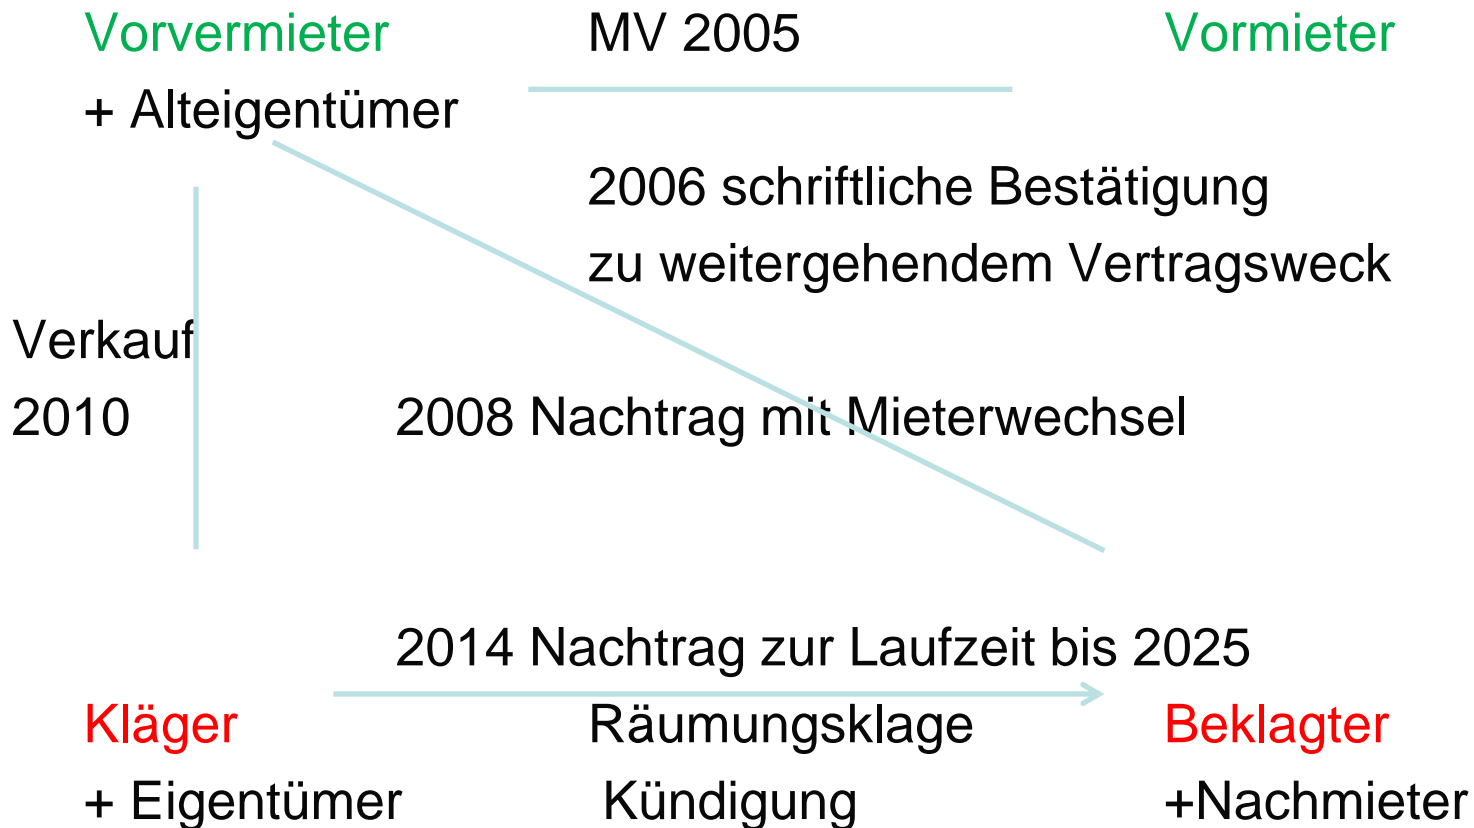 Vorvermieter MV 2005 Vormieter
+ Alteigentümer
2006 schriftliche Bestätigung
zu weitergehendem Vertragsweck
Verkauf
2010 2008 Nachtrag mit Mieterwechsel
2014 Nachtrag zur Laufzeit bis 2025
Kläger Räumungsklage Beklagter
+ Eigentümer Kündigung +Nachmieter